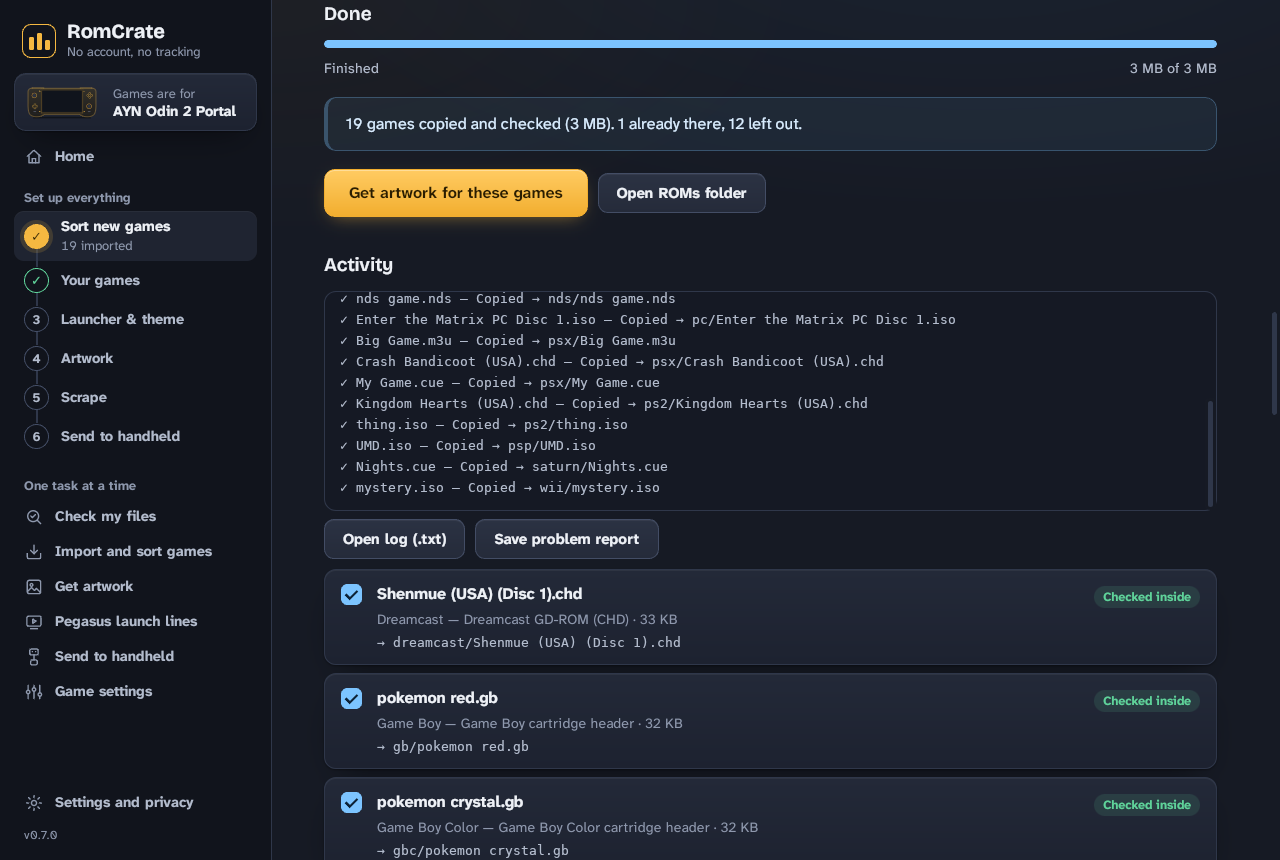 RomCrate
No account, no tracking
Games are for
AYN Odin 2 Portal
Home
Set up everything
✓ Sort new games
19 imported
✓ Your games
3 Launcher & theme
4 Artwork
5 Scrape
6 Send to handheld
One task at a time
Check my files
Import and sort games
Get artwork
Pegasus launch lines
Send to handheld
Game settings
Settings and privacy
v0.7.0
Done
Finished
3 MB of 3 MB
19 games copied and checked (3 MB). 1 already there, 12 left out.
Get artwork for these games
Open ROMs folder
Activity
✓ nds game.nds — Copied → nds/nds game.nds
✓ Enter the Matrix PC Disc 1.iso — Copied → pc/Enter the Matrix PC Disc 1.iso
✓ Big Game.m3u — Copied → psx/Big Game.m3u
✓ Crash Bandicoot (USA).chd — Copied → psx/Crash Bandicoot (USA).chd
✓ My Game.cue — Copied → psx/My Game.cue
✓ Kingdom Hearts (USA).chd — Copied → ps2/Kingdom Hearts (USA).chd
✓ thing.iso — Copied → ps2/thing.iso
✓ UMD.iso — Copied → psp/UMD.iso
✓ Nights.cue — Copied → saturn/Nights.cue
✓ mystery.iso — Copied → wii/mystery.iso
Open log (.txt)
Save problem report
Shenmue (USA) (Disc 1).chd
Checked inside
Dreamcast — Dreamcast GD-ROM (CHD) · 33 KB
→ dreamcast/Shenmue (USA) (Disc 1).chd
pokemon red.gb
Checked inside
Game Boy — Game Boy cartridge header · 32 KB
→ gb/pokemon red.gb
pokemon crystal.gb
Checked inside
Game Boy Color — Game Boy Color cartridge header · 32 KB
→ gbc/pokemon crystal.gb